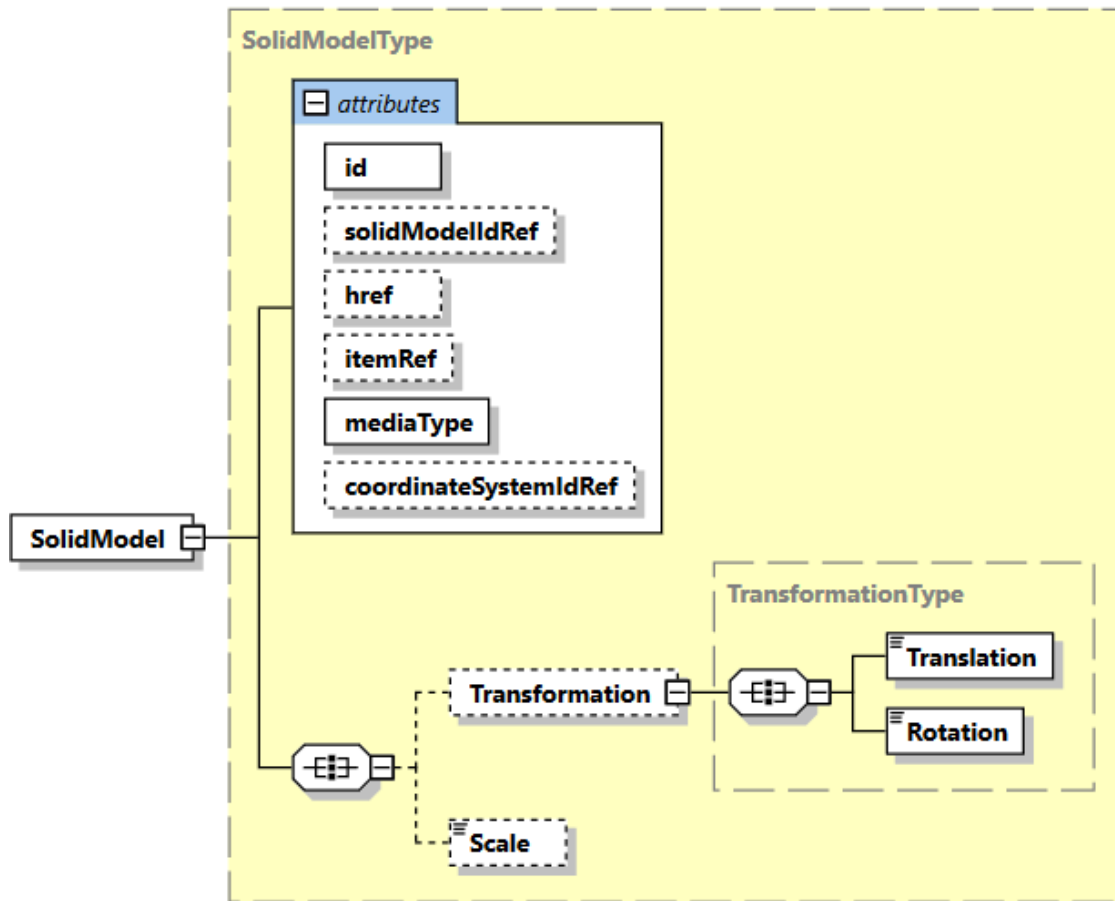 SolidModelType
attributes
id
solidModelIdRef
href
itemRef
mediaType
coordinateSystemIdRef
SolidModel
TransformationType
Translation
Transformation
Rotation
Scale